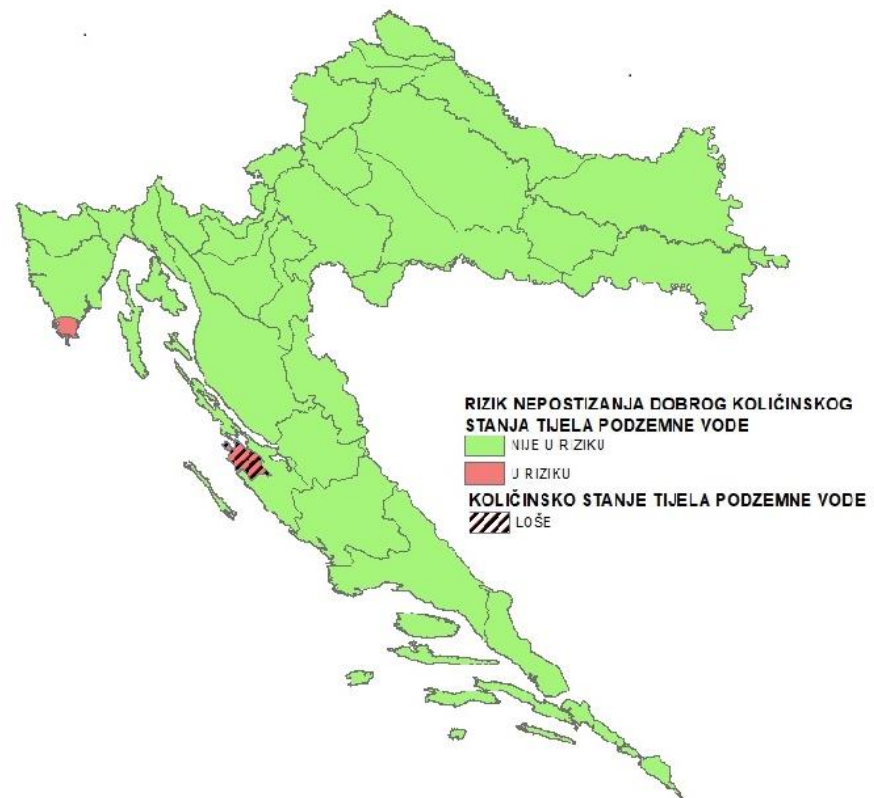 RIZIK NEPOSTIZANJA DOBROG KOLIČINSKOG
STANJA TIJELA PODZEMNE VODE
NIJE U RIZIKU
U RIZIKU
KOLIČINSKO STANJE TIJELA PODZEMNE VODE
LOŠE